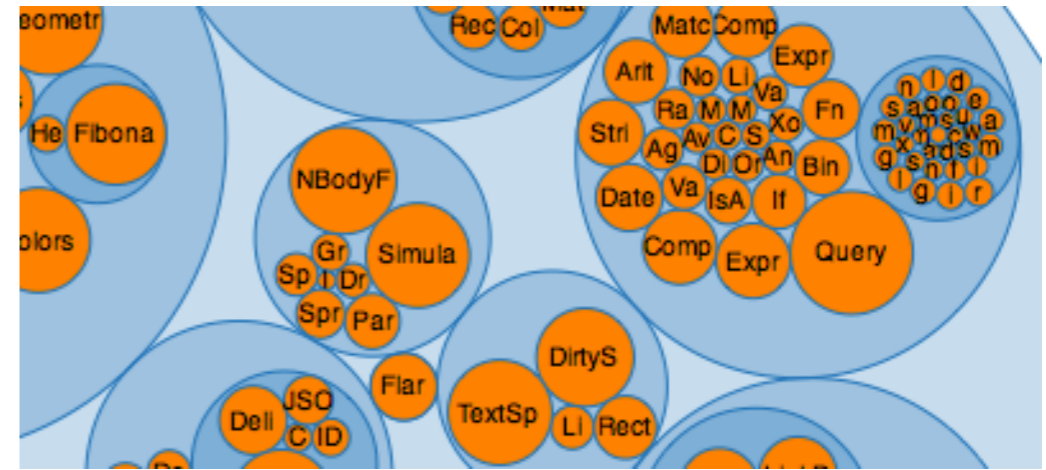 eometr
Rec
Col
Mat
Matc
Comp
Expr
Arit
No
Li
Va
Fn
He
Fibona
Ra
M
M
Xo
Stri
Ag
Av
C
S
Di
Or
An
Bin
NBodyF
Date
Va
IsA
If
olors
Simula
Gr
Sp
I
Dr
Spr
Par
Comp
Expr
Query
n
l
d
s
a
o
o
e
m
v
m
s
u
a
x
c
w
g
s
a
d
s
m
n
f
l
g
i
r
Flar
DirtyS
TextSp
Li
Rect
Deli
JSO
C
ID